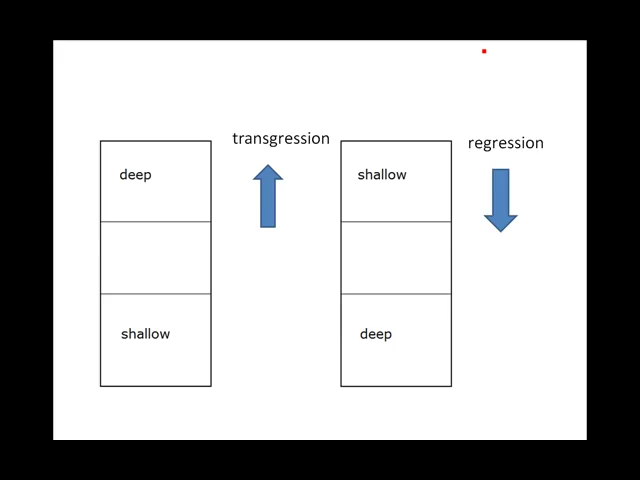 transgression
regression
deep
shallow
shallow
deep